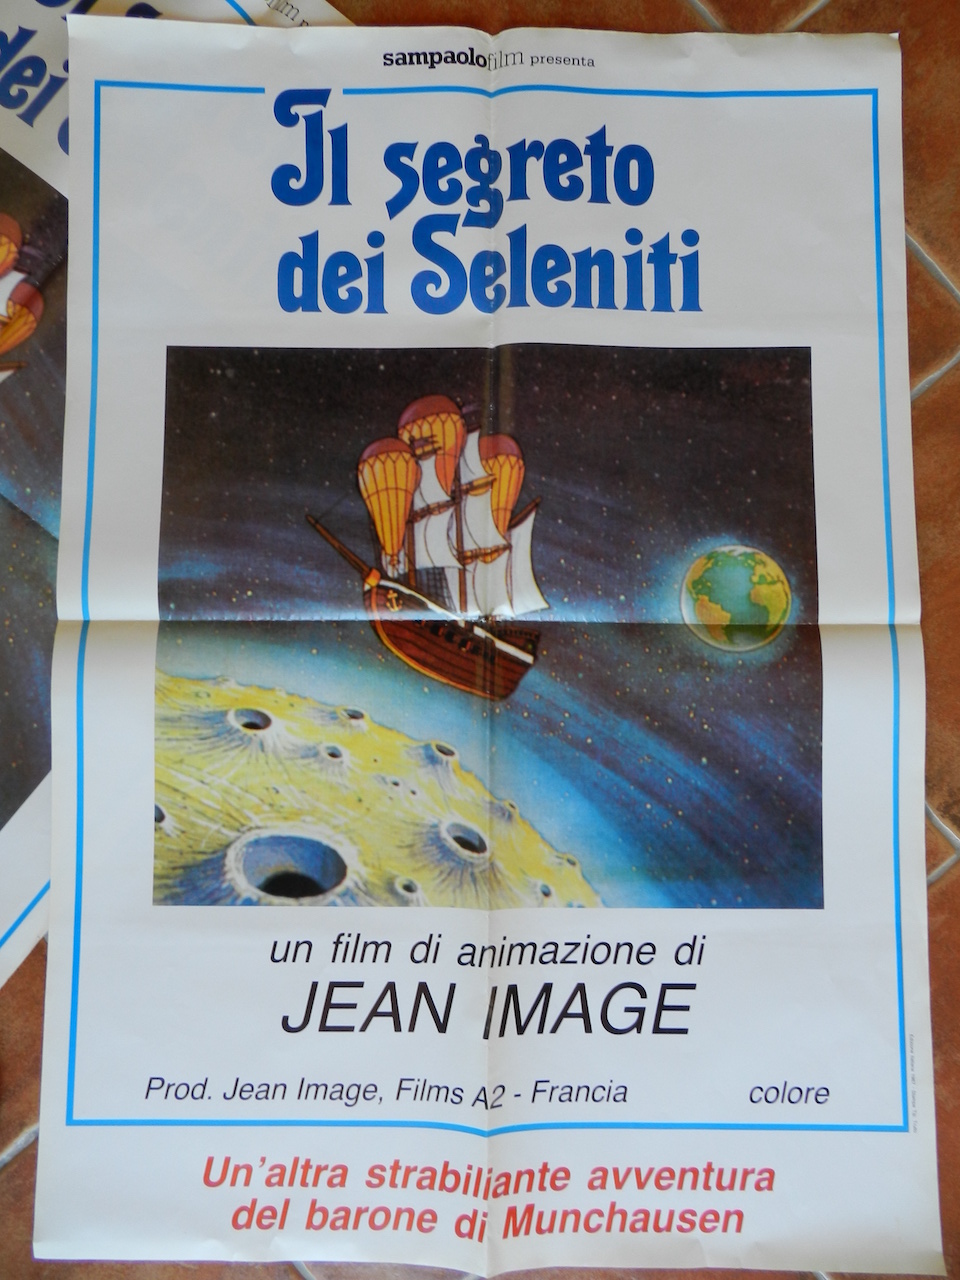 sampaolofilm presenta
Il segreto
dei Seleniti
un film di animazione di
JEAN IMAGE
Prod. Jean Image, Films A2 - Francia colore
Un'altra strabiliante avventura
del barone di Munchausen
dei